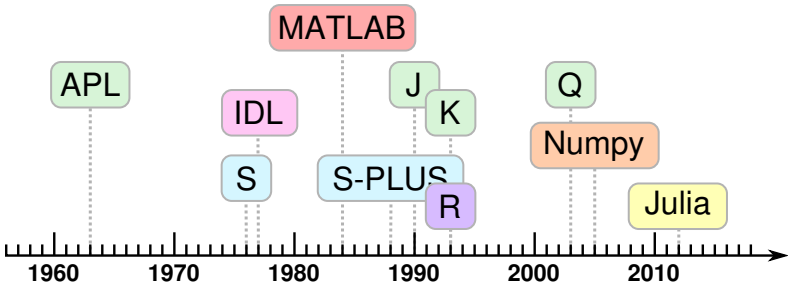 MATLAB
APL
J
Q
IDL
K
Numpy
S
S-PLUS
R
Julia
1960 1970 1980 1990 2000 2010